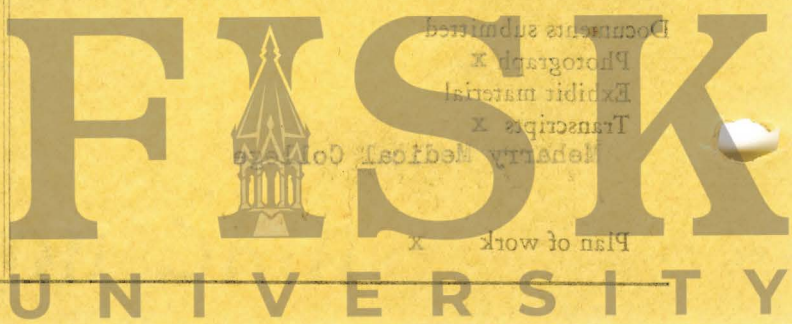 FISK
UNIVERSITY
Documents submitted
Photograph x
Exhibit material
Transcripts x
Meharry Medical College
Plan of work x